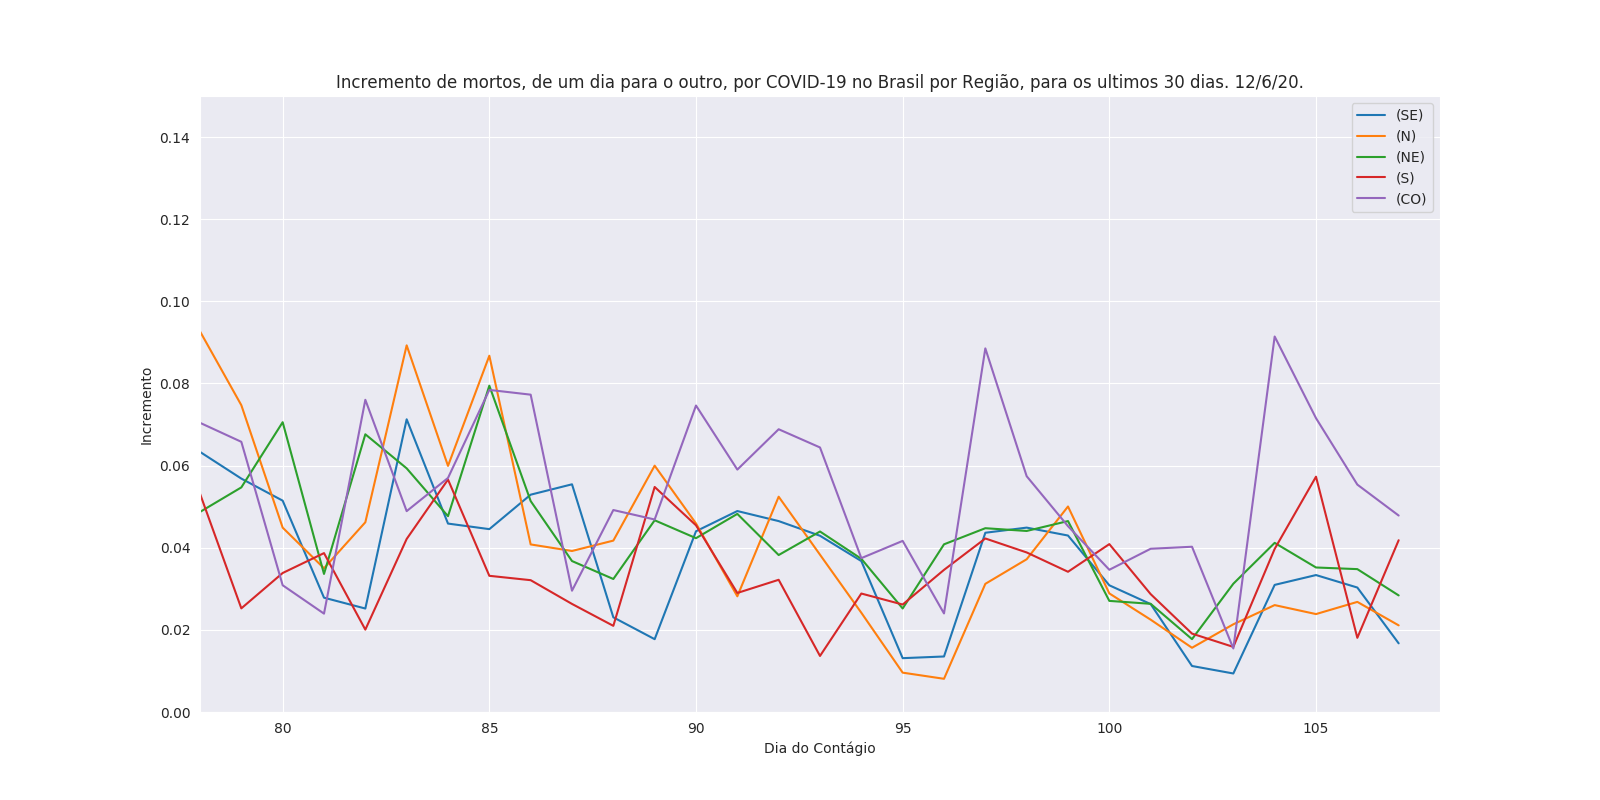 Incremento de mortos, de um dia para o outro, por COVID-19 no Brasil por Região, para os ultimos 30 dias. 12/6/20.
(SE)
(N)
(NE)
(S)
(CO)
Incremento
0.14
0.12
0.10
0.08
0.06
0.04
0.02
0.00
80 85 90 95 100 105
Dia do Contágio